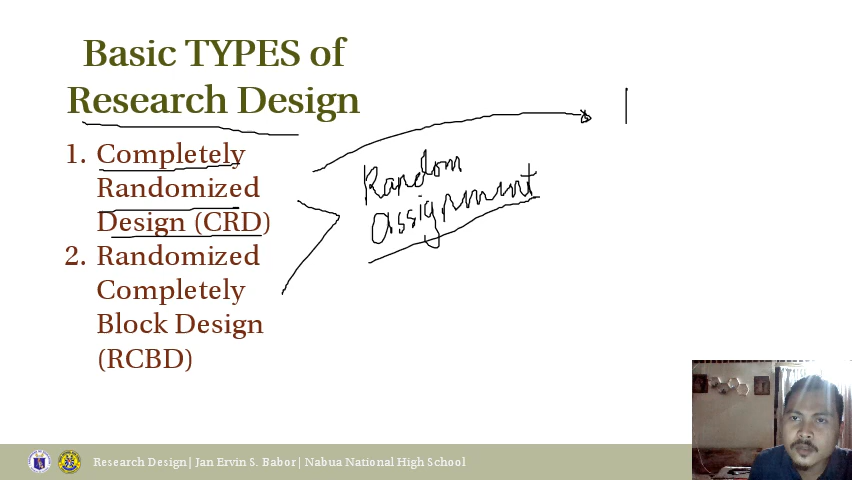 Basic TYPES of
Research Design
1. Completely
Randomized
Design (CRD)
2. Randomized
Completely
Block Design
(RCBD)
Random
assignment
Research Design| Jan Ervin S. Babor| Nabua National High School